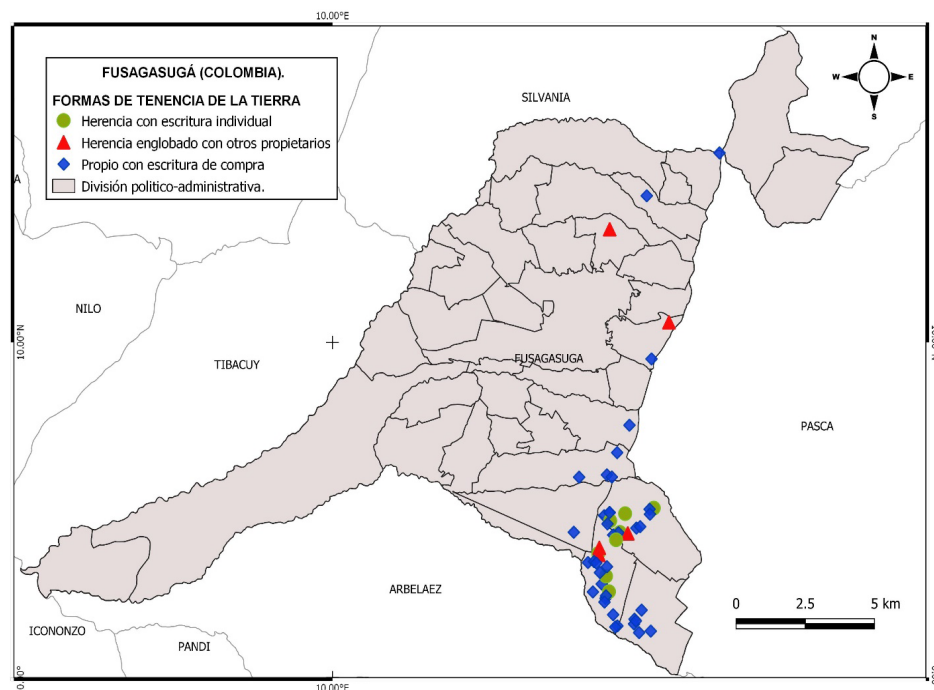 10.00°E
FUSAGASUGÁ (COLOMBIA).
FORMAS DE TENENCIA DE LA TIERRA
Herencia con escritura individual
Herencia englobado con otros propietarios
Propio con escritura de compra
División politico-administrativa.
N
W
E
S
SILVANIA
A
NILO
10.00°N
TIBACUY
FUSAGASUGA
PASCA
ARBELAEZ
0 2.5 5 km
ICONONZO
PANDI
0.00°
10.00°E